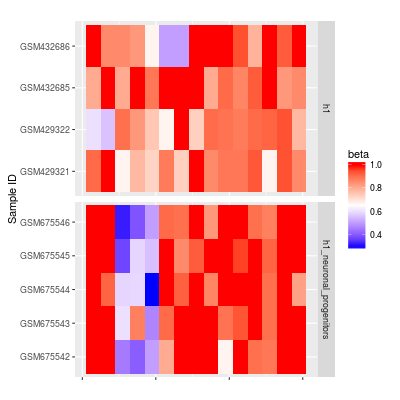 GSM432686
GSM432685
GSM429322
GSM429321
h1
GSM675546
GSM675545
GSM675544
GSM675543
GSM675542
h1_neuronal_progenitors
Sample ID
beta
1.0
0.8
0.6
0.4